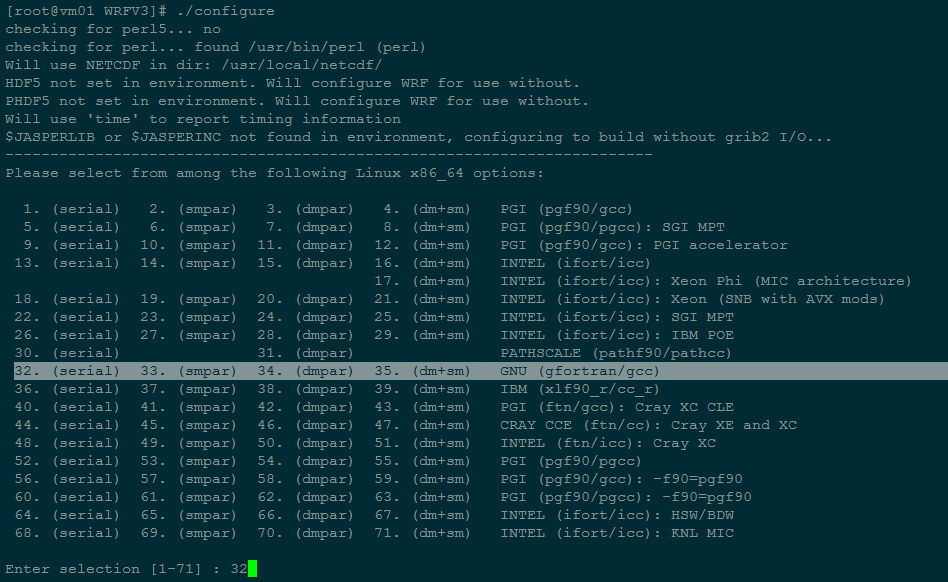 [root@vm01 WRFV3]# ./configure
checking for perl5... no
checking for perl... found /usr/bin/perl (perl)
Will use NETCDF in dir: /usr/local/netcdf/
HDF5 not set in environment. Will configure WRF for use without.
PHDF5 not set in environment. Will configure WRF for use without.
Will use 'time' to report timing information
$JASPERLIB or $JASPERINC not found in environment, configuring to build without grib2 I/O...
------------------------------------------------------------------------
Please select from among the following Linux x86_64 options:
1. (serial) 2. (smpar) 3. (dmpar) 4. (dm+sm) PGI (pgf90/gcc)
5. (serial) 6. (smpar) 7. (dmpar) 8. (dm+sm) PGI (pgf90/pgcc): SGI MPT
9. (serial) 10. (smpar) 11. (dmpar) 12. (dm+sm) PGI (pgf90/gcc): PGI accelerator
13. (serial) 14. (smpar) 15. (dmpar) 16. (dm+sm) INTEL (ifort/icc)
17. (dm+sm) INTEL (ifort/icc): Xeon Phi (MIC architecture)
18. (serial) 19. (smpar) 20. (dmpar) 21. (dm+sm) INTEL (ifort/icc): Xeon (SNB with AVX mods)
22. (serial) 23. (smpar) 24. (dmpar) 25. (dm+sm) INTEL (ifort/icc): SGI MPT
26. (serial) 27. (smpar) 28. (dmpar) 29. (dm+sm) INTEL (ifort/icc): IBM POE
30. (serial) 31. (dmpar) PATHSCALE (pathf90/pathcc)
32. (serial) 33. (smpar) 34. (dmpar) 35. (dm+sm) GNU (gfortran/gcc)
36. (serial) 37. (smpar) 38. (dmpar) 39. (dm+sm) IBM (xlf90_r/cc_r)
40. (serial) 41. (smpar) 42. (dmpar) 43. (dm+sm) PGI (ftn/gcc): Cray XC CLE
44. (serial) 45. (smpar) 46. (dmpar) 47. (dm+sm) CRAY CCE (ftn/cc): Cray XE and XC
48. (serial) 49. (smpar) 50. (dmpar) 51. (dm+sm) INTEL (ftn/icc): Cray XC
52. (serial) 53. (smpar) 54. (dmpar) 55. (dm+sm) PGI (pgf90/pgcc)
56. (serial) 57. (smpar) 58. (dmpar) 59. (dm+sm) PGI (pgf90/gcc): -f90=pgf90
60. (serial) 61. (smpar) 62. (dmpar) 63. (dm+sm) PGI (pgf90/pgcc): -f90=pgf90
64. (serial) 65. (smpar) 66. (dmpar) 67. (dm+sm) INTEL (ifort/icc): HSW/BDW
68. (serial) 69. (smpar) 70. (dmpar) 71. (dm+sm) INTEL (ifort/icc): KNL MIC
Enter selection [1-71] : 32